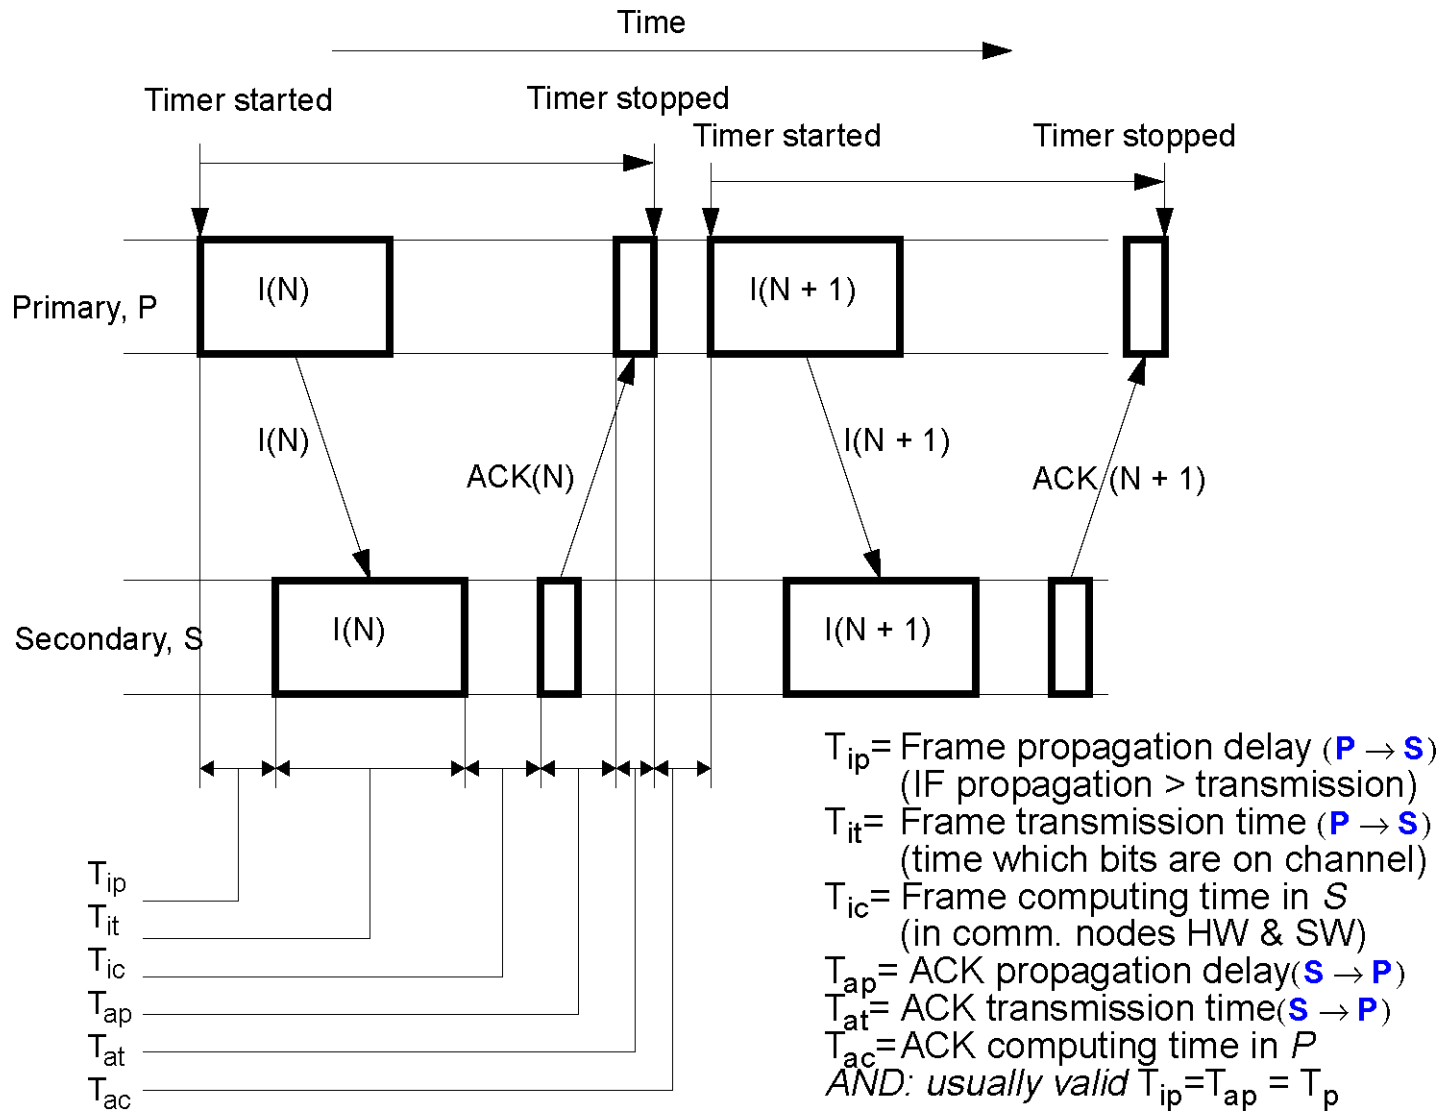 Time
Timer started
Timer stopped
Timer started
Timer stopped
I(N)
I(N + 1)
Primary, P
I(N)
ACK(N)
I(N + 1)
ACK (N + 1)
I(N)
I(N + 1)
Secondary, S
Tip= Frame propagation delay (P → S)
(IF propagation > transmission)
Tit= Frame transmission time (P → S)
(time which bits are on channel)
Tic= Frame computing time in S
(in comm. nodes HW & SW)
Tap= ACK propagation delay(S → P)
Tat= ACK transmission time(S → P)
Tac=ACK computing time in P
AND: usually valid Tip=Tap = Tp
Tip
Tit
Tic
Tap
Tat
Tac